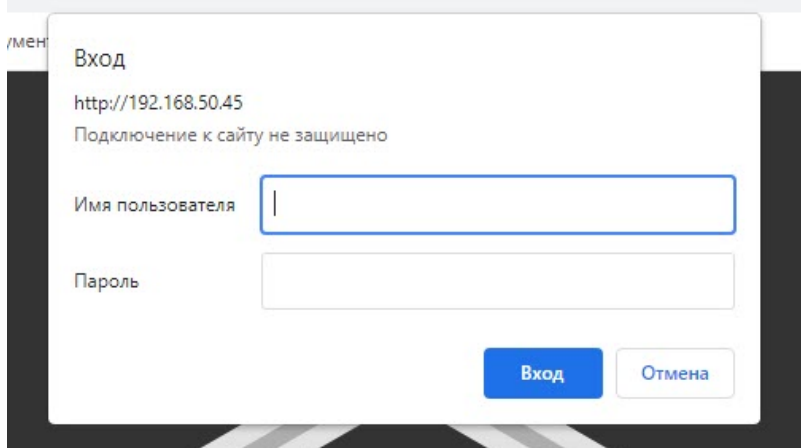 Вход
http://192.168.50.45
Подключение к сайту не защищено
Имя пользователя
Пароль
Вход Отмена